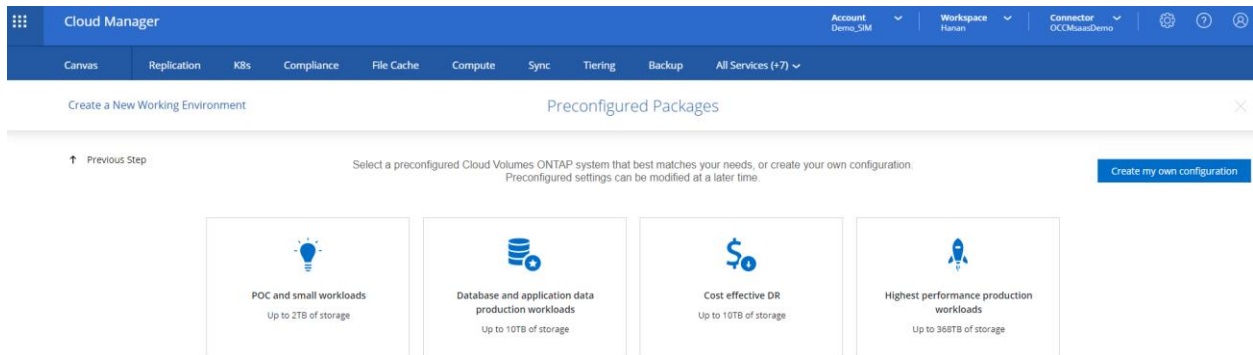 Cloud Manager
Account
Demo_SIM
Workspace
Hanan
Connector
OCCMsaasDemo
Canvas Replication K8s Compliance File Cache Compute Sync Tiering Backup All Services (+7)
Create a New Working Environment
Preconfigured Packages
Previous Step
Select a preconfigured Cloud Volumes ONTAP system that best matches your needs, or create your own configuration.
Preconfigured settings can be modified at a later time.
Create my own configuration
POC and small workloads
Up to 2TB of storage
Database and application data
production workloads
Up to 10TB of storage
Cost effective DR
Up to 10TB of storage
Highest performance production
workloads
Up to 368TB of storage